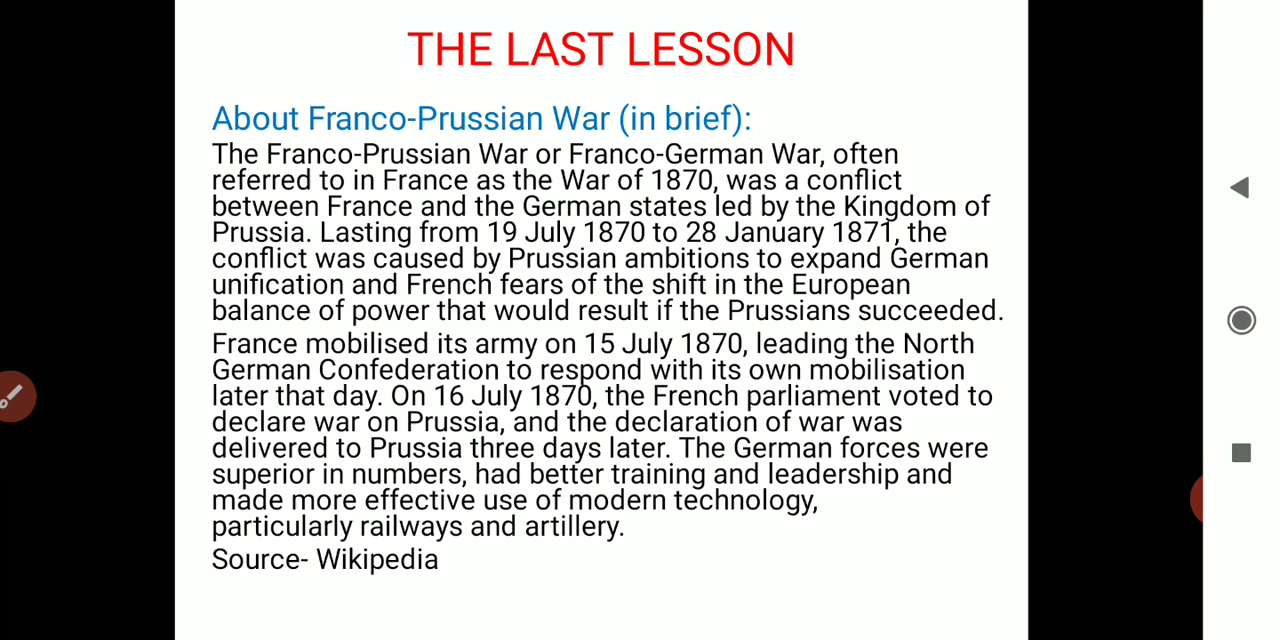 THE LAST LESSON
About Franco-Prussian War (in brief):
The Franco-Prussian War or Franco-German War, often
referred to in France as the War of 1870, was a conflict
between France and the German states led by the Kingdom of
Prussia. Lasting from 19 July 1870 to 28 January 1871, the
conflict was caused by Prussian ambitions to expand German
unification and French fears of the shift in the European
balance of power that would result if the Prussians succeeded.
France mobilised its army on 15 July 1870, leading the North
German Confederation to respond with its own mobilisation
later that day. On 16 July 1870, the French parliament voted to
declare war on Prussia, and the declaration of war was
delivered to Prussia three days later. The German forces were
superior in numbers, had better training and leadership and
made more effective use of modern technology,
particularly railways and artillery.
Source- Wikipedia